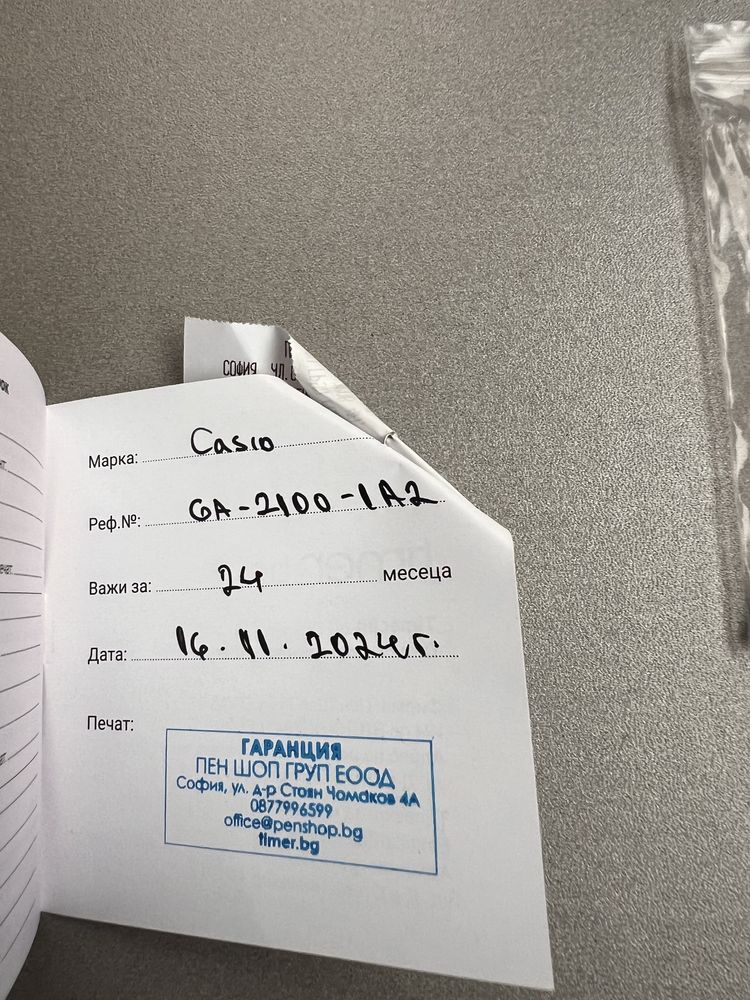 СОФИЯ УЛ.
Марка: Casio
Реф.№: GA-2100-1A2
Важи за: 24 месеца
Дата: 16.11.2024г.
Печат:
ГАРАНЦИЯ
ПЕН ШОП ГРУП ЕООД
София, ул. д-р Стоян Чомаков 4А
0877996599
office@penshop.bg
timer.bg